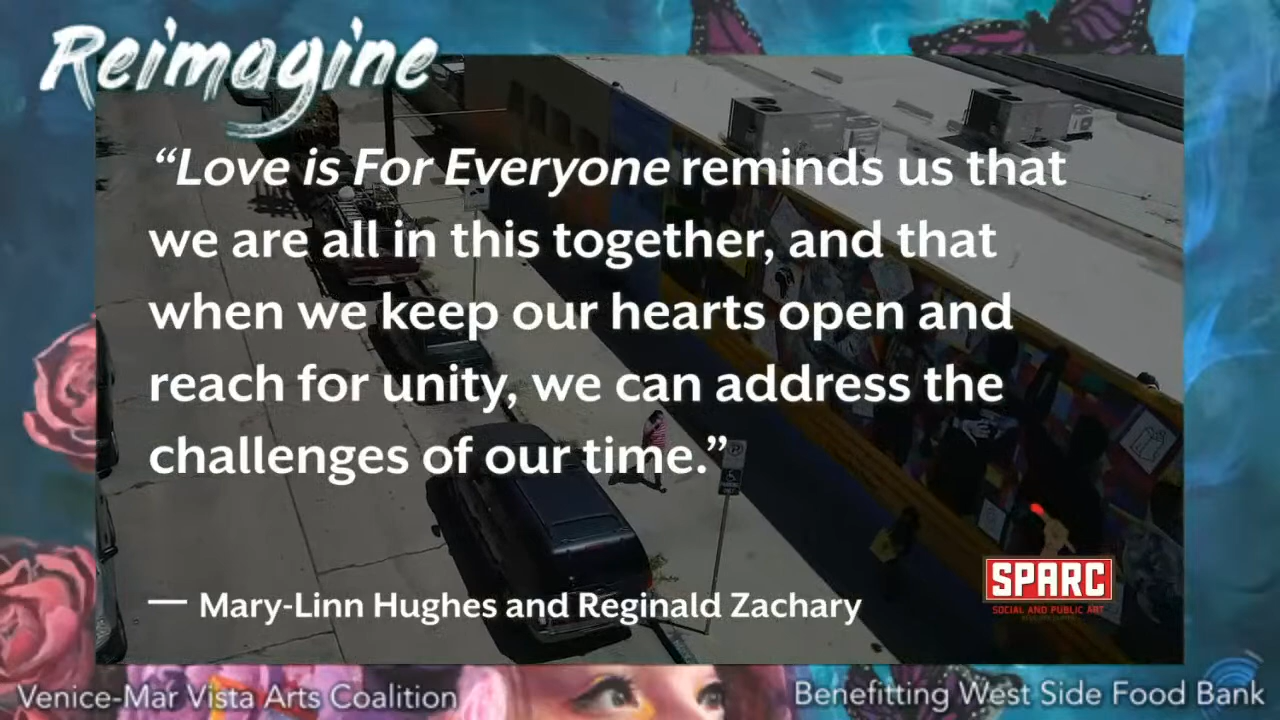 Reimagine
“Love is For Everyone reminds us that
we are all in this together, and that
when we keep our hearts open and
reach for unity, we can address the
challenges of our time.”
— Mary-Linn Hughes and Reginald Zachary
SPARC
SOCIAL AND PUBLIC ART
Venice-Mar Vista Arts Coalition
Benefitting West Side Food Bank